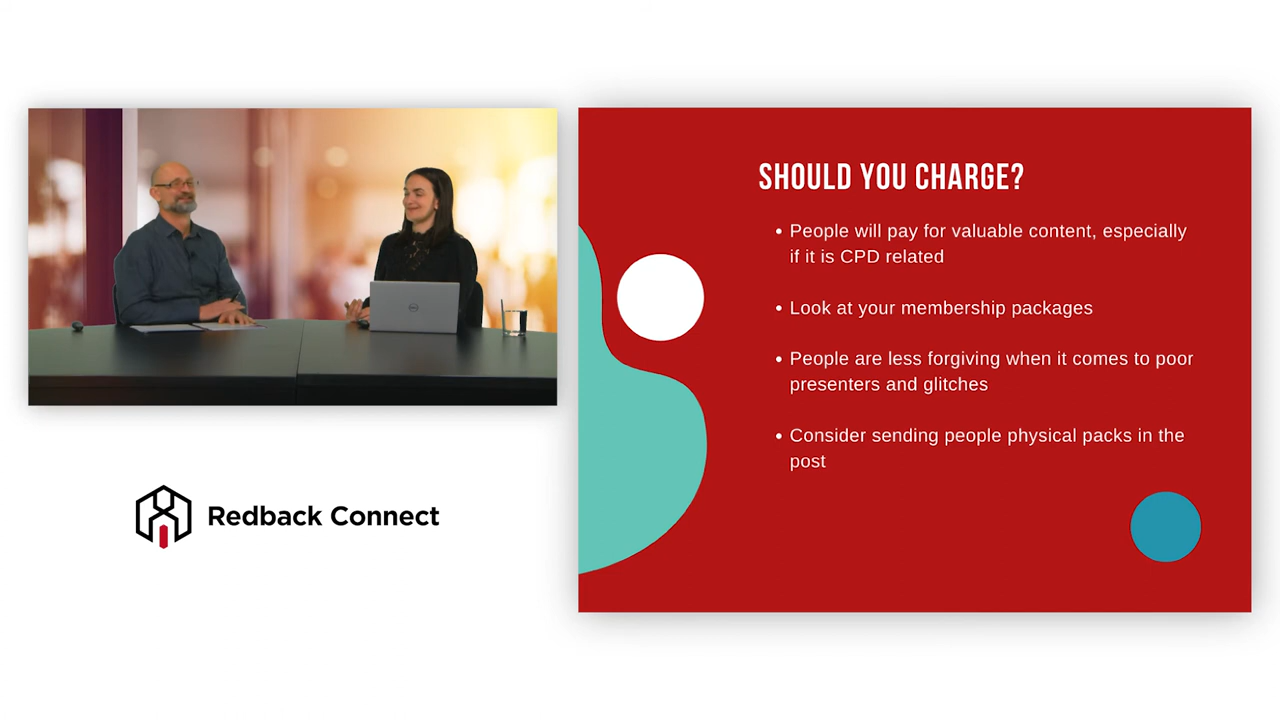 SHOULD YOU CHARGE?
• People will pay for valuable content, especially
if it is CPD related
• Look at your membership packages
• People are less forgiving when it comes to poor
presenters and glitches
• Consider sending people physical packs in the
post
Redback Connect